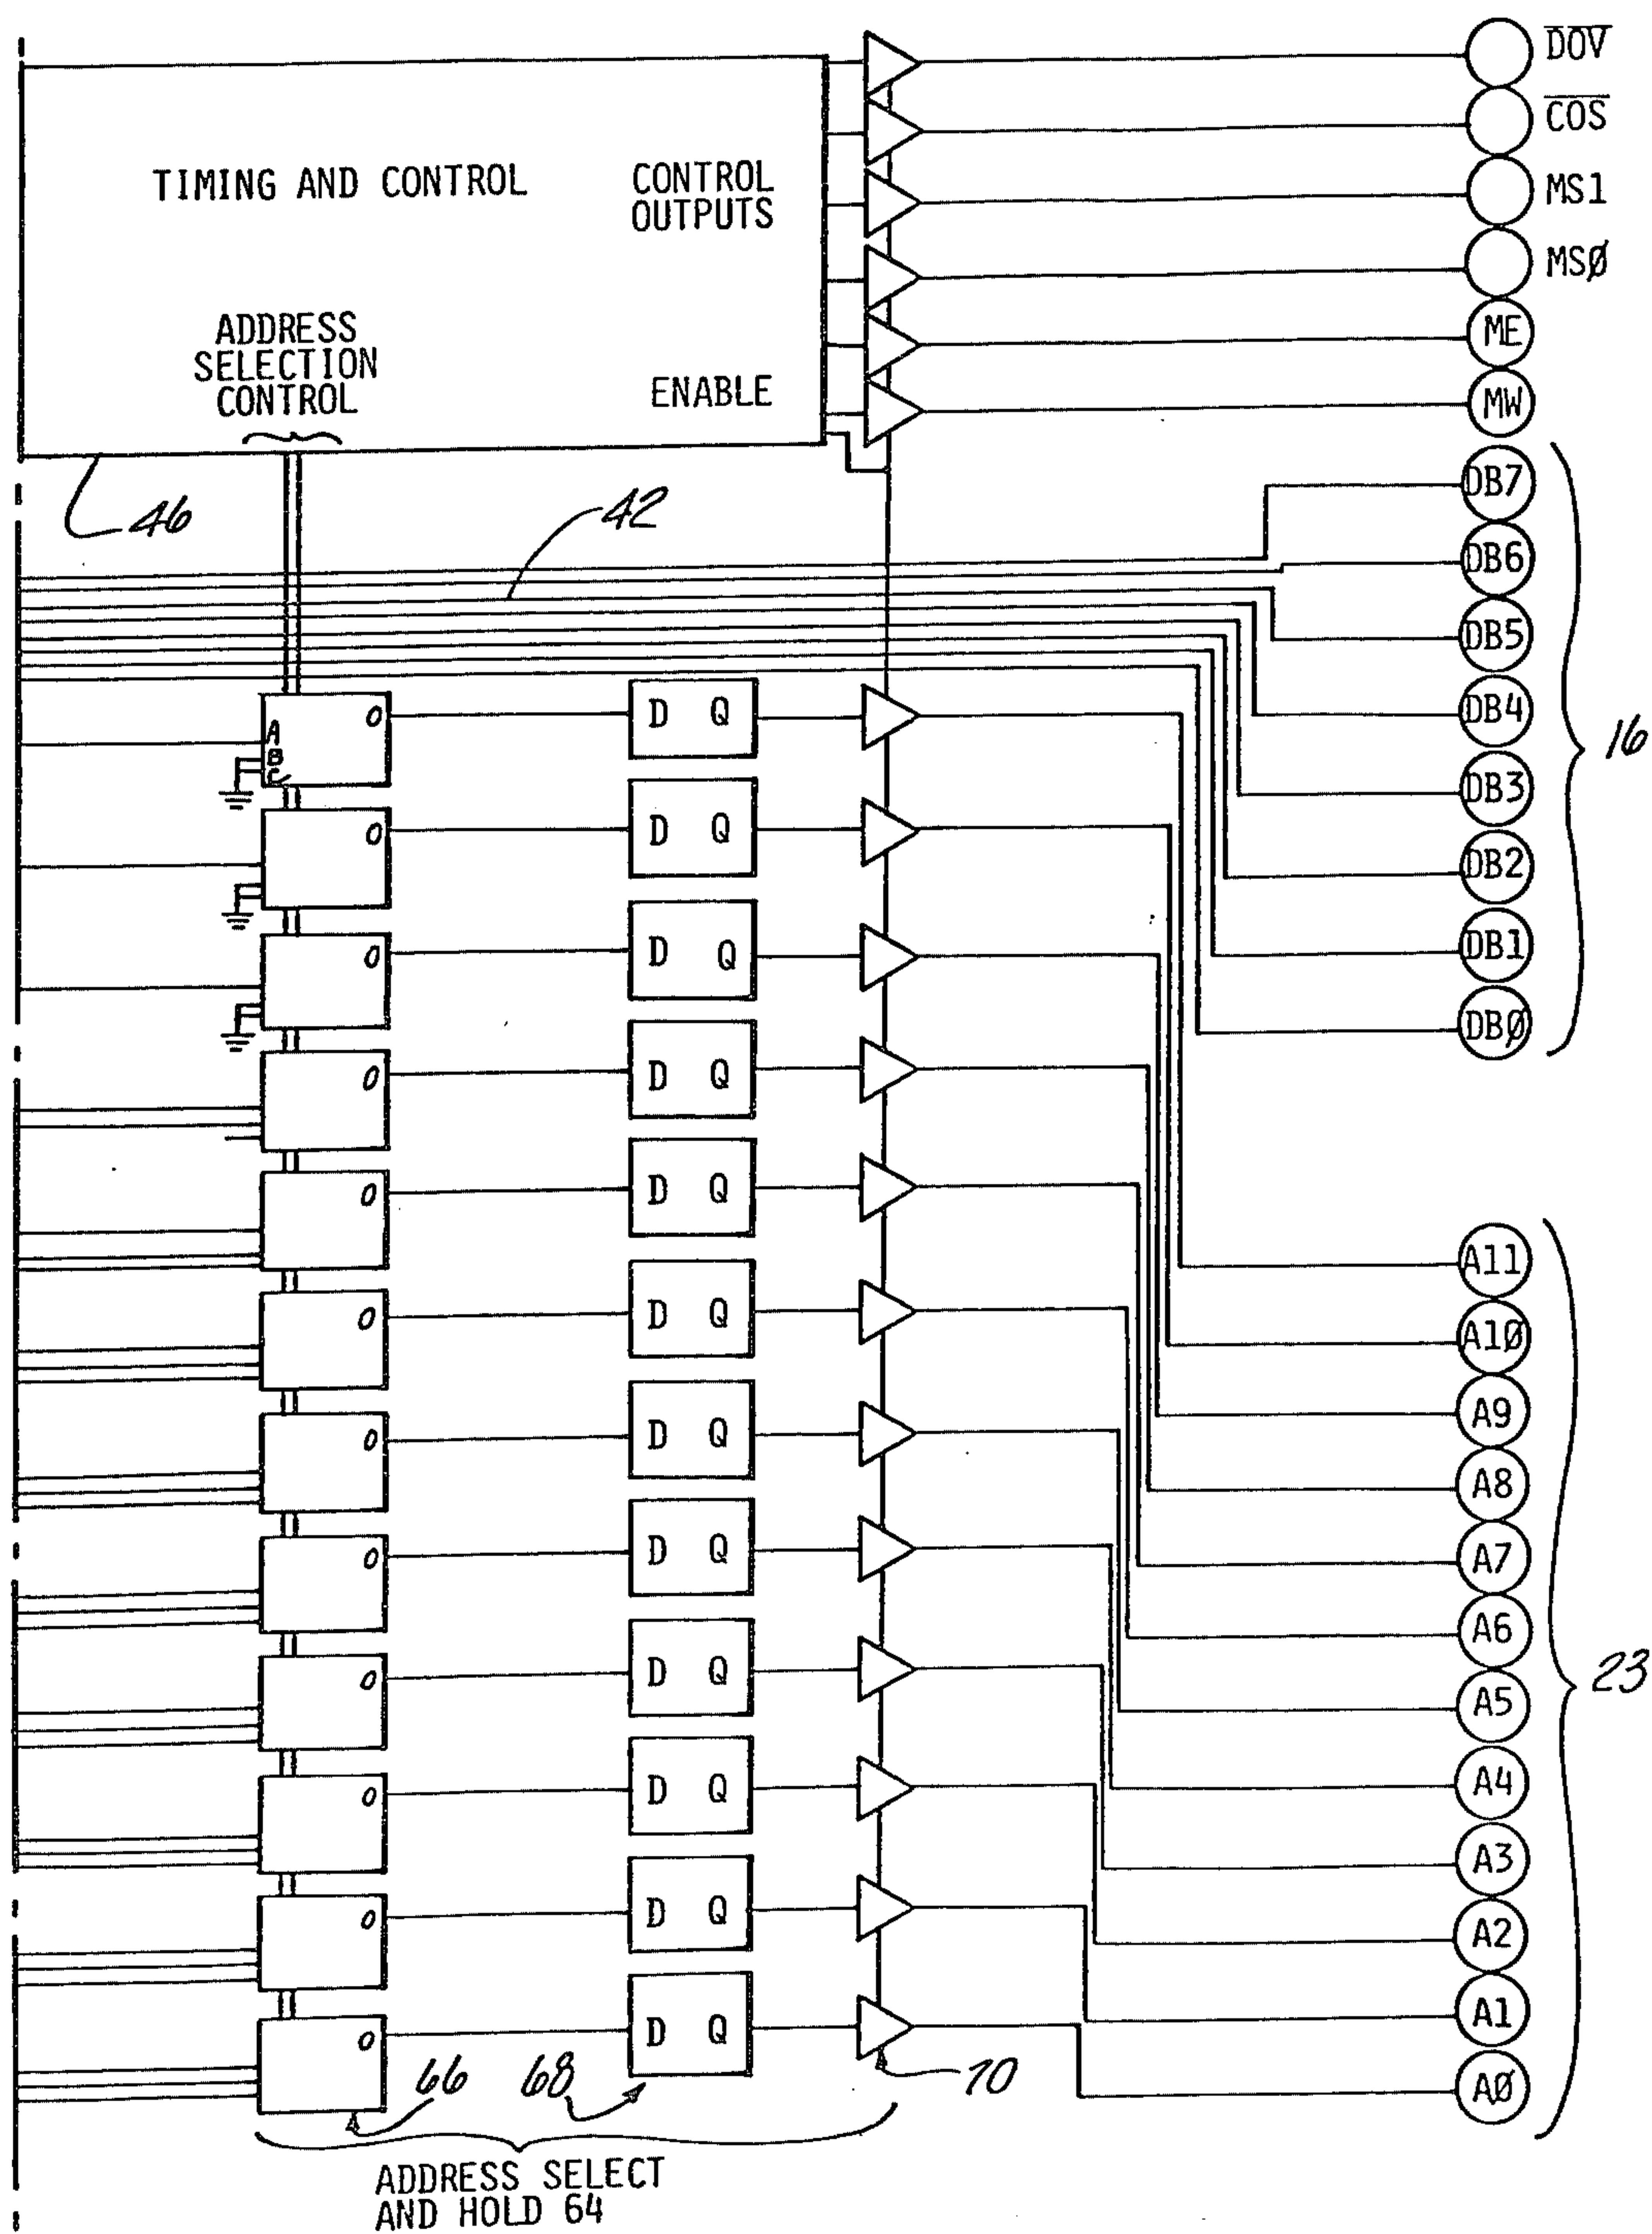 DOV
COS
TIMING AND CONTROL
CONTROL
OUTPUTS
MS1
MSØ
ADDRESS
SELECTION
CONTROL
ENABLE
ME
MW
46
42
DB7
DB6
DB5
DB4
DB3
DB2
DB1
DBØ
16
A
B
C
O
D Q
O
D Q
O
D Q
O
D Q
O
D Q
O
D Q
O
D Q
O
D Q
O
D Q
O
D Q
O
D Q
O
D Q
A11
A1Ø
A9
A8
A7
A6
A5
A4
A3
A2
A1
AØ
23
66
68
70
ADDRESS SELECT
AND HOLD 64